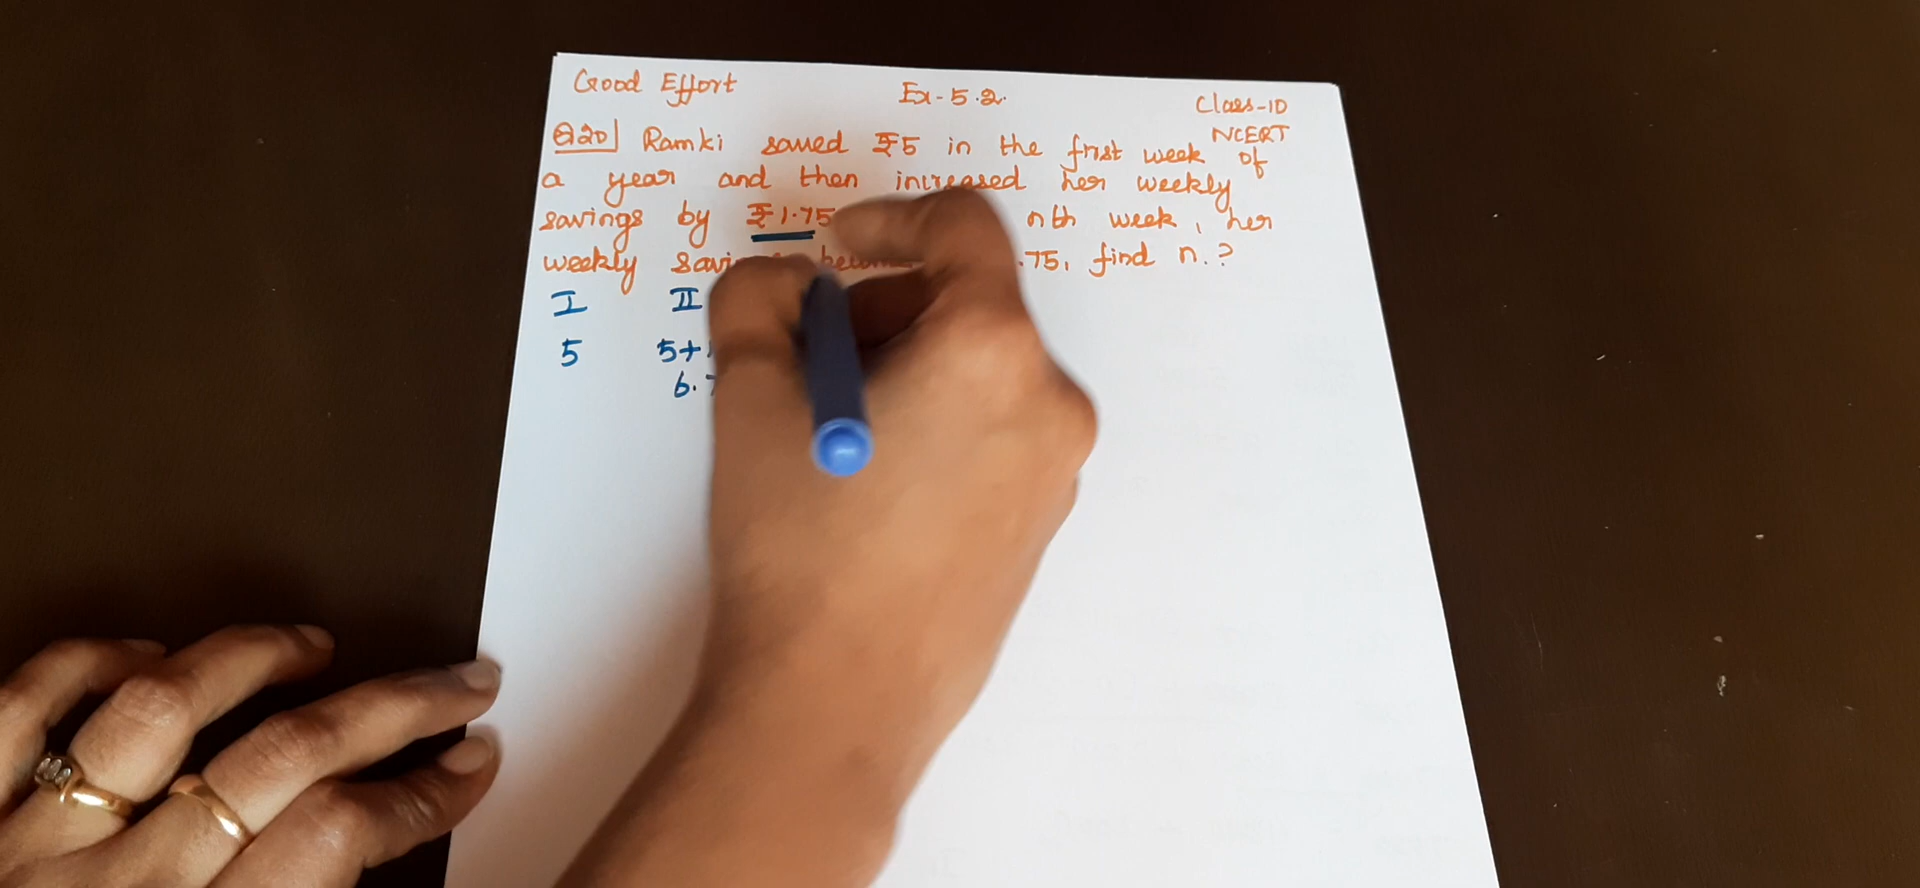 Good Effort Ex-5.2. Class-10
NCERT
Q20 Ramki saved ₹5 in the frist week of
a year and then increased her weekly
savings by ₹1.75 nth week, her
weekly .75, find n.?
I II
5 5+
6.